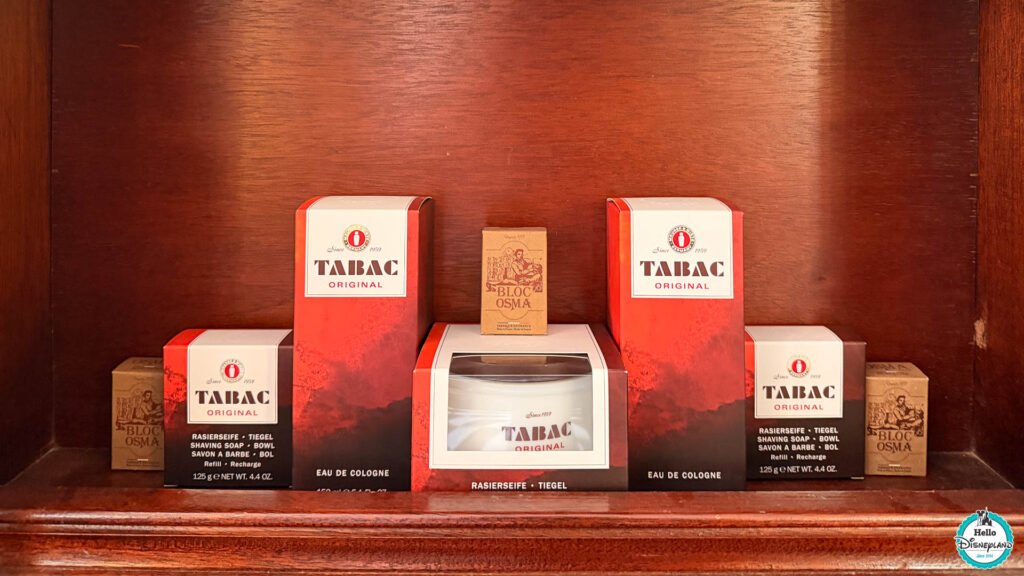 Since 1959
TABAC
ORIGINAL
EAU DE COLOGNE
BLOC
OSMA
Since 1959
TABAC
ORIGINAL
EAU DE COLOGNE
BLOC
OSMA
Since 1959
TABAC
ORIGINAL
RASIERSEIFE • TIEGEL
SHAVING SOAP • BOWL
SAVON A BARBE • BOL
Refill • Recharge
125 g e NET WT. 4.4 OZ.
Since 1959
TABAC
ORIGINAL
RASIERSEIFE • TIEGEL
Since 1959
TABAC
ORIGINAL
RASIERSEIFE • TIEGEL
SHAVING SOAP • BOWL
SAVON A BARBE • BOL
Refill • Recharge
125 g e NET WT. 4.4 OZ.
BLOC
OSMA
Hello
DISNEYLAND